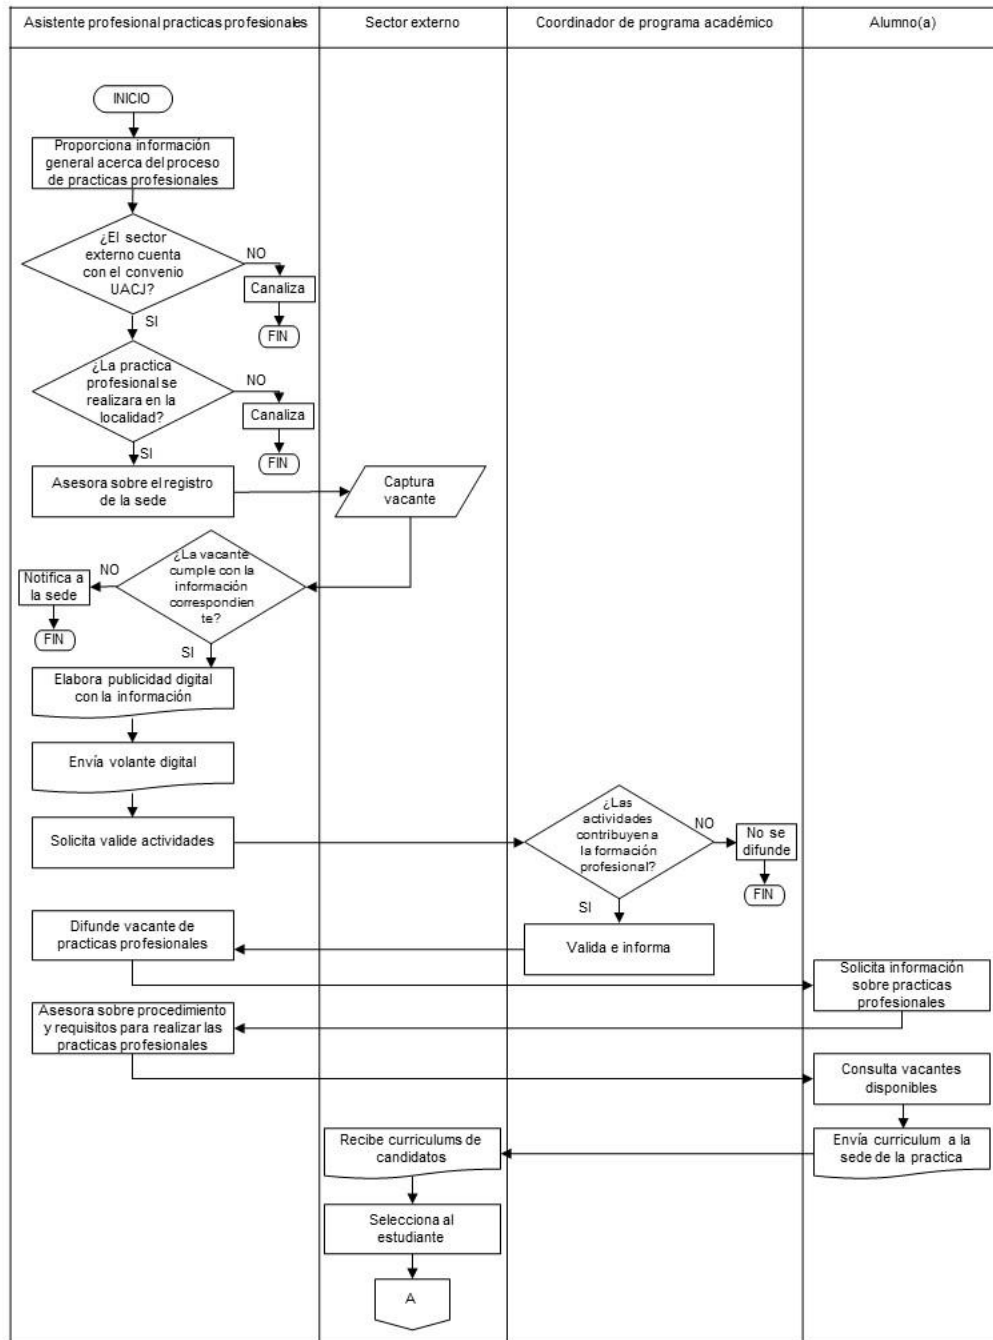 Asistente profesional practicas profesionales
Sector externo
Coordinador de programa académico
Alumno(a)
INICIO
Proporciona información
general acerca del proceso
de practicas profesionales
¿El sector
externo cuenta
con el convenio
UACJ?
NO
Canaliza
FIN
SI
¿La practica
profesional se
realizara en la
localidad?
NO
Canaliza
FIN
SI
Asesora sobre el registro
de la sede
Captura
vacante
¿La vacante
cumple con la
información
correspondien
te?
NO
Notifica a
la sede
FIN
SI
Elabora publicidad digital
con la información
Envía volante digital
Solicita valide actividades
¿Las
actividades
contribuyen a
la formación
profesional?
NO
No se
difunde
FIN
SI
Valida e informa
Difunde vacante de
practicas profesionales
Solicita información
sobre practicas
profesionales
Asesora sobre procedimiento
y requisitos para realizar las
practicas profesionales
Consulta vacantes
disponibles
Envía curriculum a la
sede de la practica
Recibe curriculums de
candidatos
Selecciona al
estudiante
A